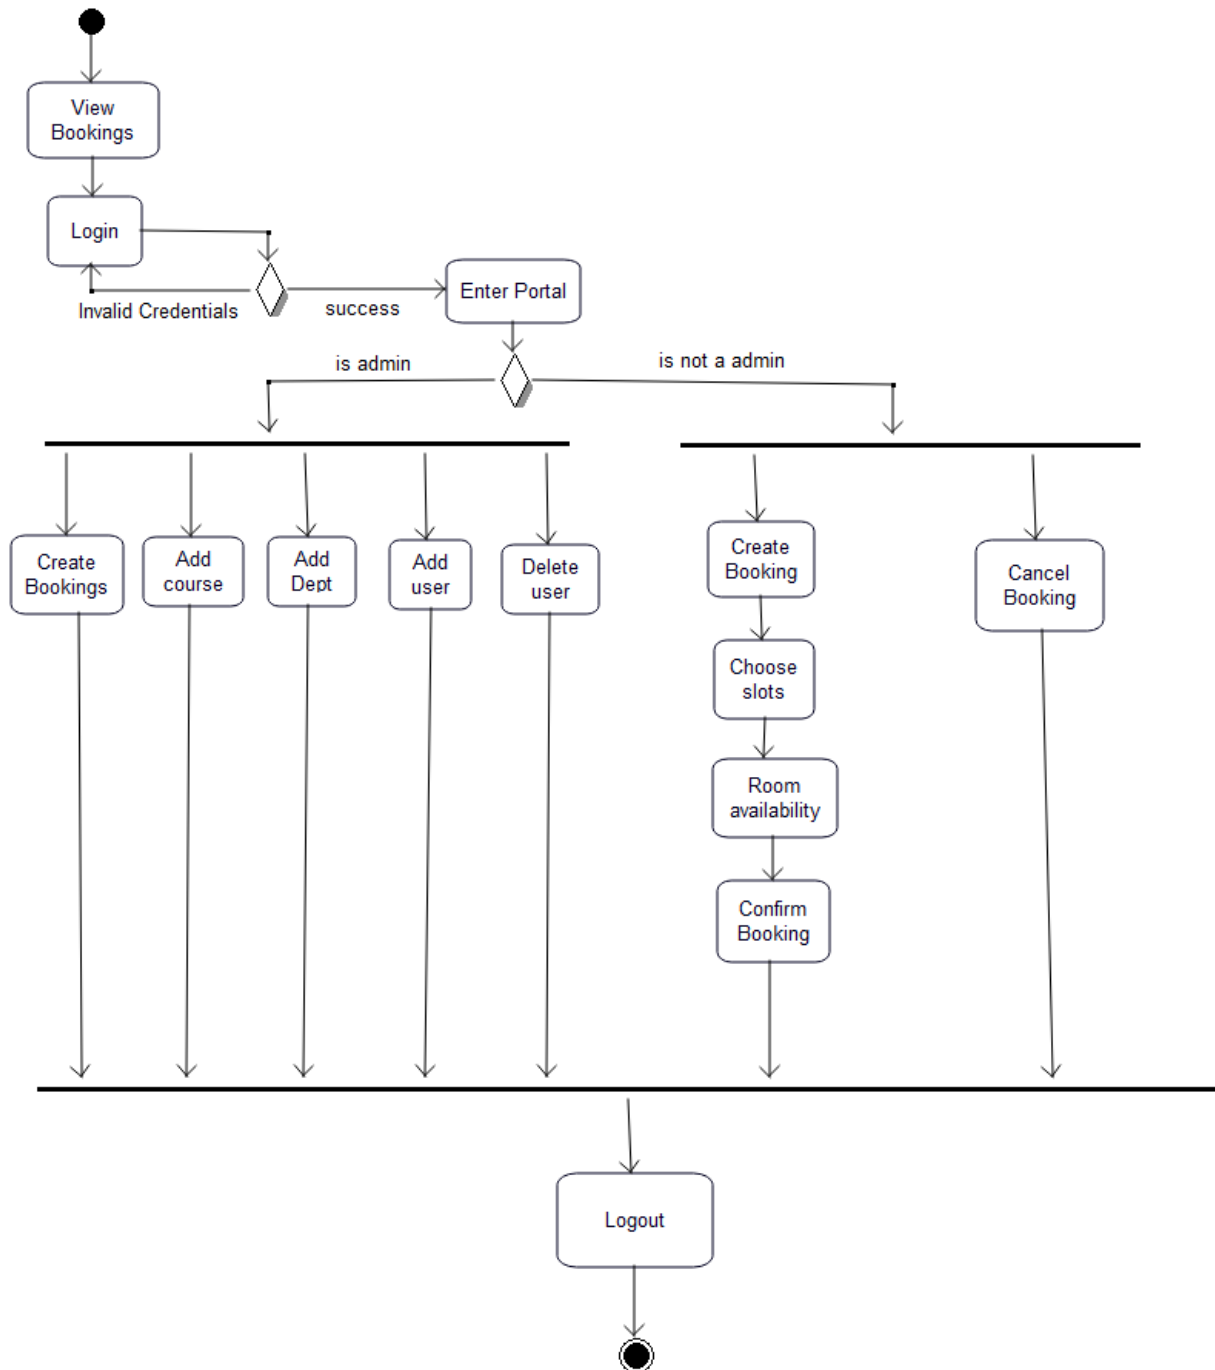 View
Bookings
Login
Invalid Credentials
success
Enter Portal
is admin
is not a admin
Create
Bookings
Add
course
Add
Dept
Add
user
Delete
user
Create
Booking
Cancel
Booking
Choose
slots
Room
availability
Confirm
Booking
Logout